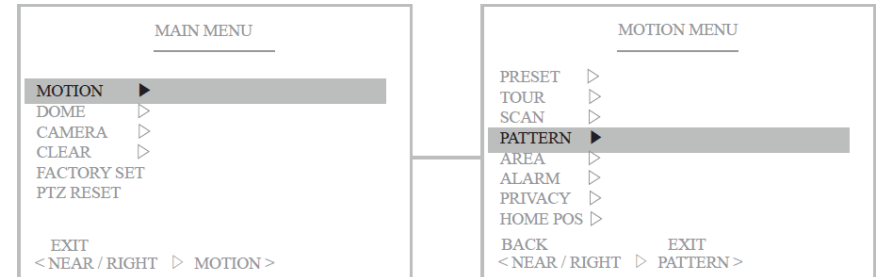 MAIN MENU
MOTION ▶
DOME ▷
CAMERA ▷
CLEAR ▷
FACTORY SET
PTZ RESET
EXIT
< NEAR / RIGHT ▷ MOTION >
MOTION MENU
PRESET ▷
TOUR ▷
SCAN ▷
PATTERN ▶
AREA ▷
ALARM ▷
PRIVACY ▷
HOME POS ▷
BACK EXIT
< NEAR / RIGHT ▷ PATTERN >